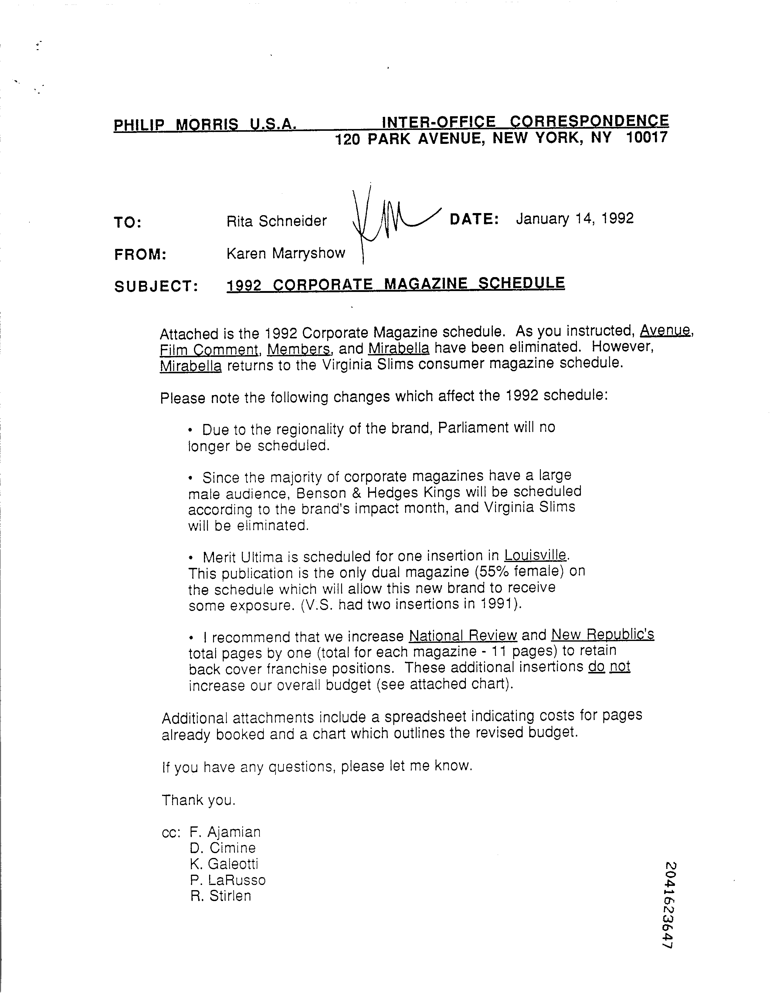 PHILIP MORRIS U.S.A. INTER-OFFICE CORRESPONDENCE
120 PARK AVENUE, NEW YORK, NY 10017
TO: Rita Schneider KM DATE: January 14, 1992
FROM: Karen Marryshow
SUBJECT: 1992 CORPORATE MAGAZINE SCHEDULE
Attached is the 1992 Corporate Magazine schedule. As you instructed, Avenue,
Film Comment, Members, and Mirabella have been eliminated. However,
Mirabella returns to the Virginia Slims consumer magazine schedule.
Please note the following changes which affect the 1992 schedule:
• Due to the regionality of the brand, Parliament will no
longer be scheduled.
• Since the majority of corporate magazines have a large
male audience, Benson & Hedges Kings will be scheduled
according to the brand's impact month, and Virginia Slims
will be eliminated.
• Merit Ultima is scheduled for one insertion in Louisville.
This publication is the only dual magazine (55% female) on
the schedule which will allow this new brand to receive
some exposure. (V.S. had two insertions in 1991).
• I recommend that we increase National Review and New Republic's
total pages by one (total for each magazine - 11 pages) to retain
back cover franchise positions. These additional insertions do not
increase our overall budget (see attached chart).
Additional attachments include a spreadsheet indicating costs for pages
already booked and a chart which outlines the revised budget.
If you have any questions, please let me know.
Thank you.
cc: F. Ajamian
D. Cimine
K. Galeotti
P. LaRusso
R. Stirlen
2041623647